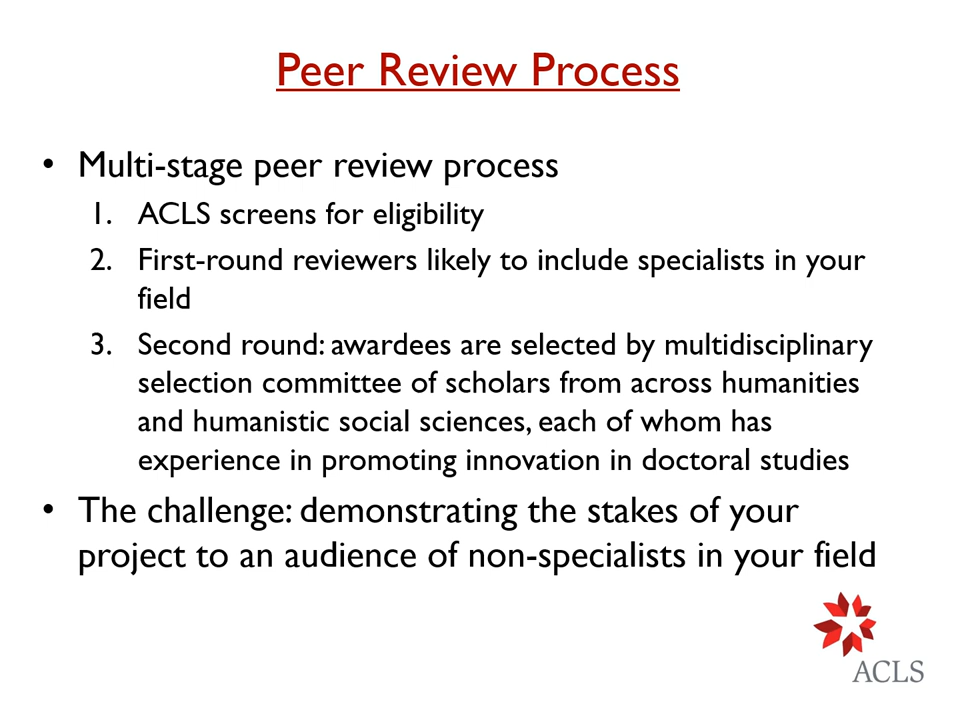 Peer Review Process
• Multi-stage peer review process
1. ACLS screens for eligibility
2. First-round reviewers likely to include specialists in your
field
3. Second round: awardees are selected by multidisciplinary
selection committee of scholars from across humanities
and humanistic social sciences, each of whom has
experience in promoting innovation in doctoral studies
• The challenge: demonstrating the stakes of your
project to an audience of non-specialists in your field
ACLS